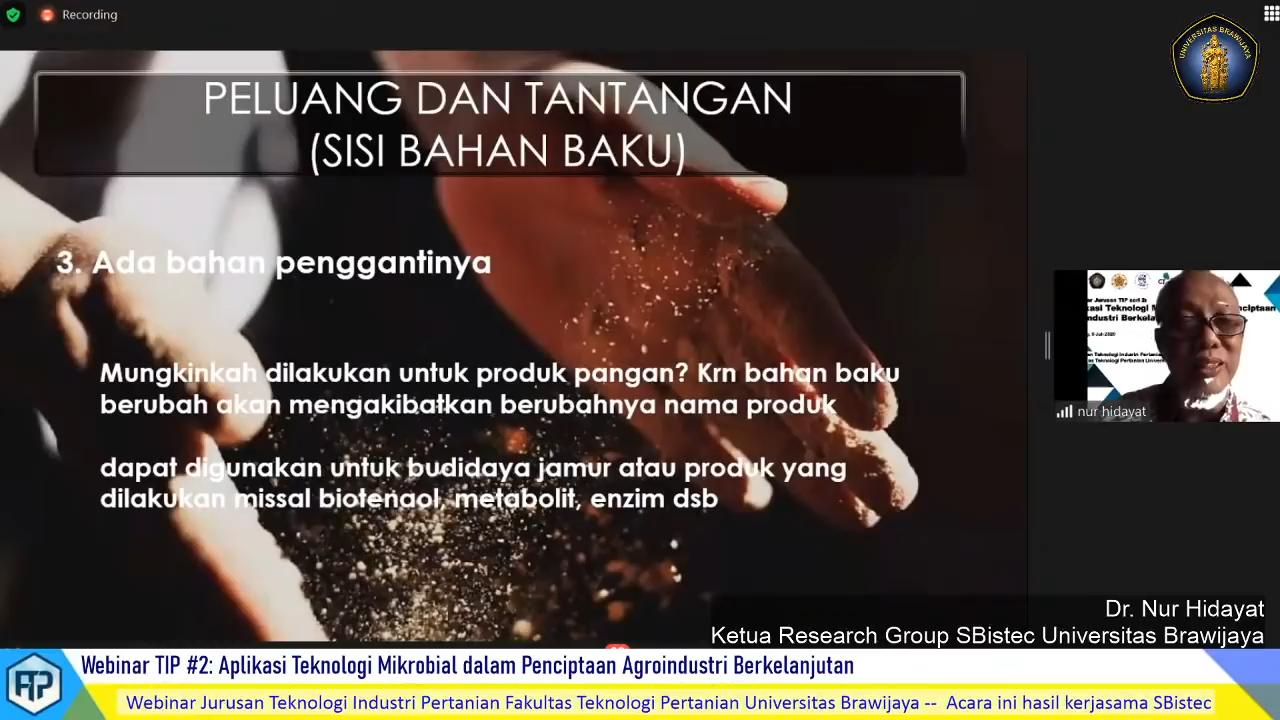 Recording
UNIVERSITAS BRAWIJAYA
PELUANG DAN TANTANGAN
(SISI BAHAN BAKU)
3. Ada bahan penggantinya
Mungkinkah dilakukan untuk produk pangan? Krn bahan baku
berubah akan mengakibatkan berubahnya nama produk
dapat digunakan untuk budidaya jamur atau produk yang
dilakukan missal biotenaol, metabolit, enzim dsb
nur hidayat
Dr. Nur Hidayat
Ketua Research Group SBistec Universitas Brawijaya
Webinar TIP #2: Aplikasi Teknologi Mikrobial dalam Penciptaan Agroindustri Berkelanjutan
Webinar Jurusan Teknologi Industri Pertanian Fakultas Teknologi Pertanian Universitas Brawijaya -- Acara ini hasil kerjasama SBistec